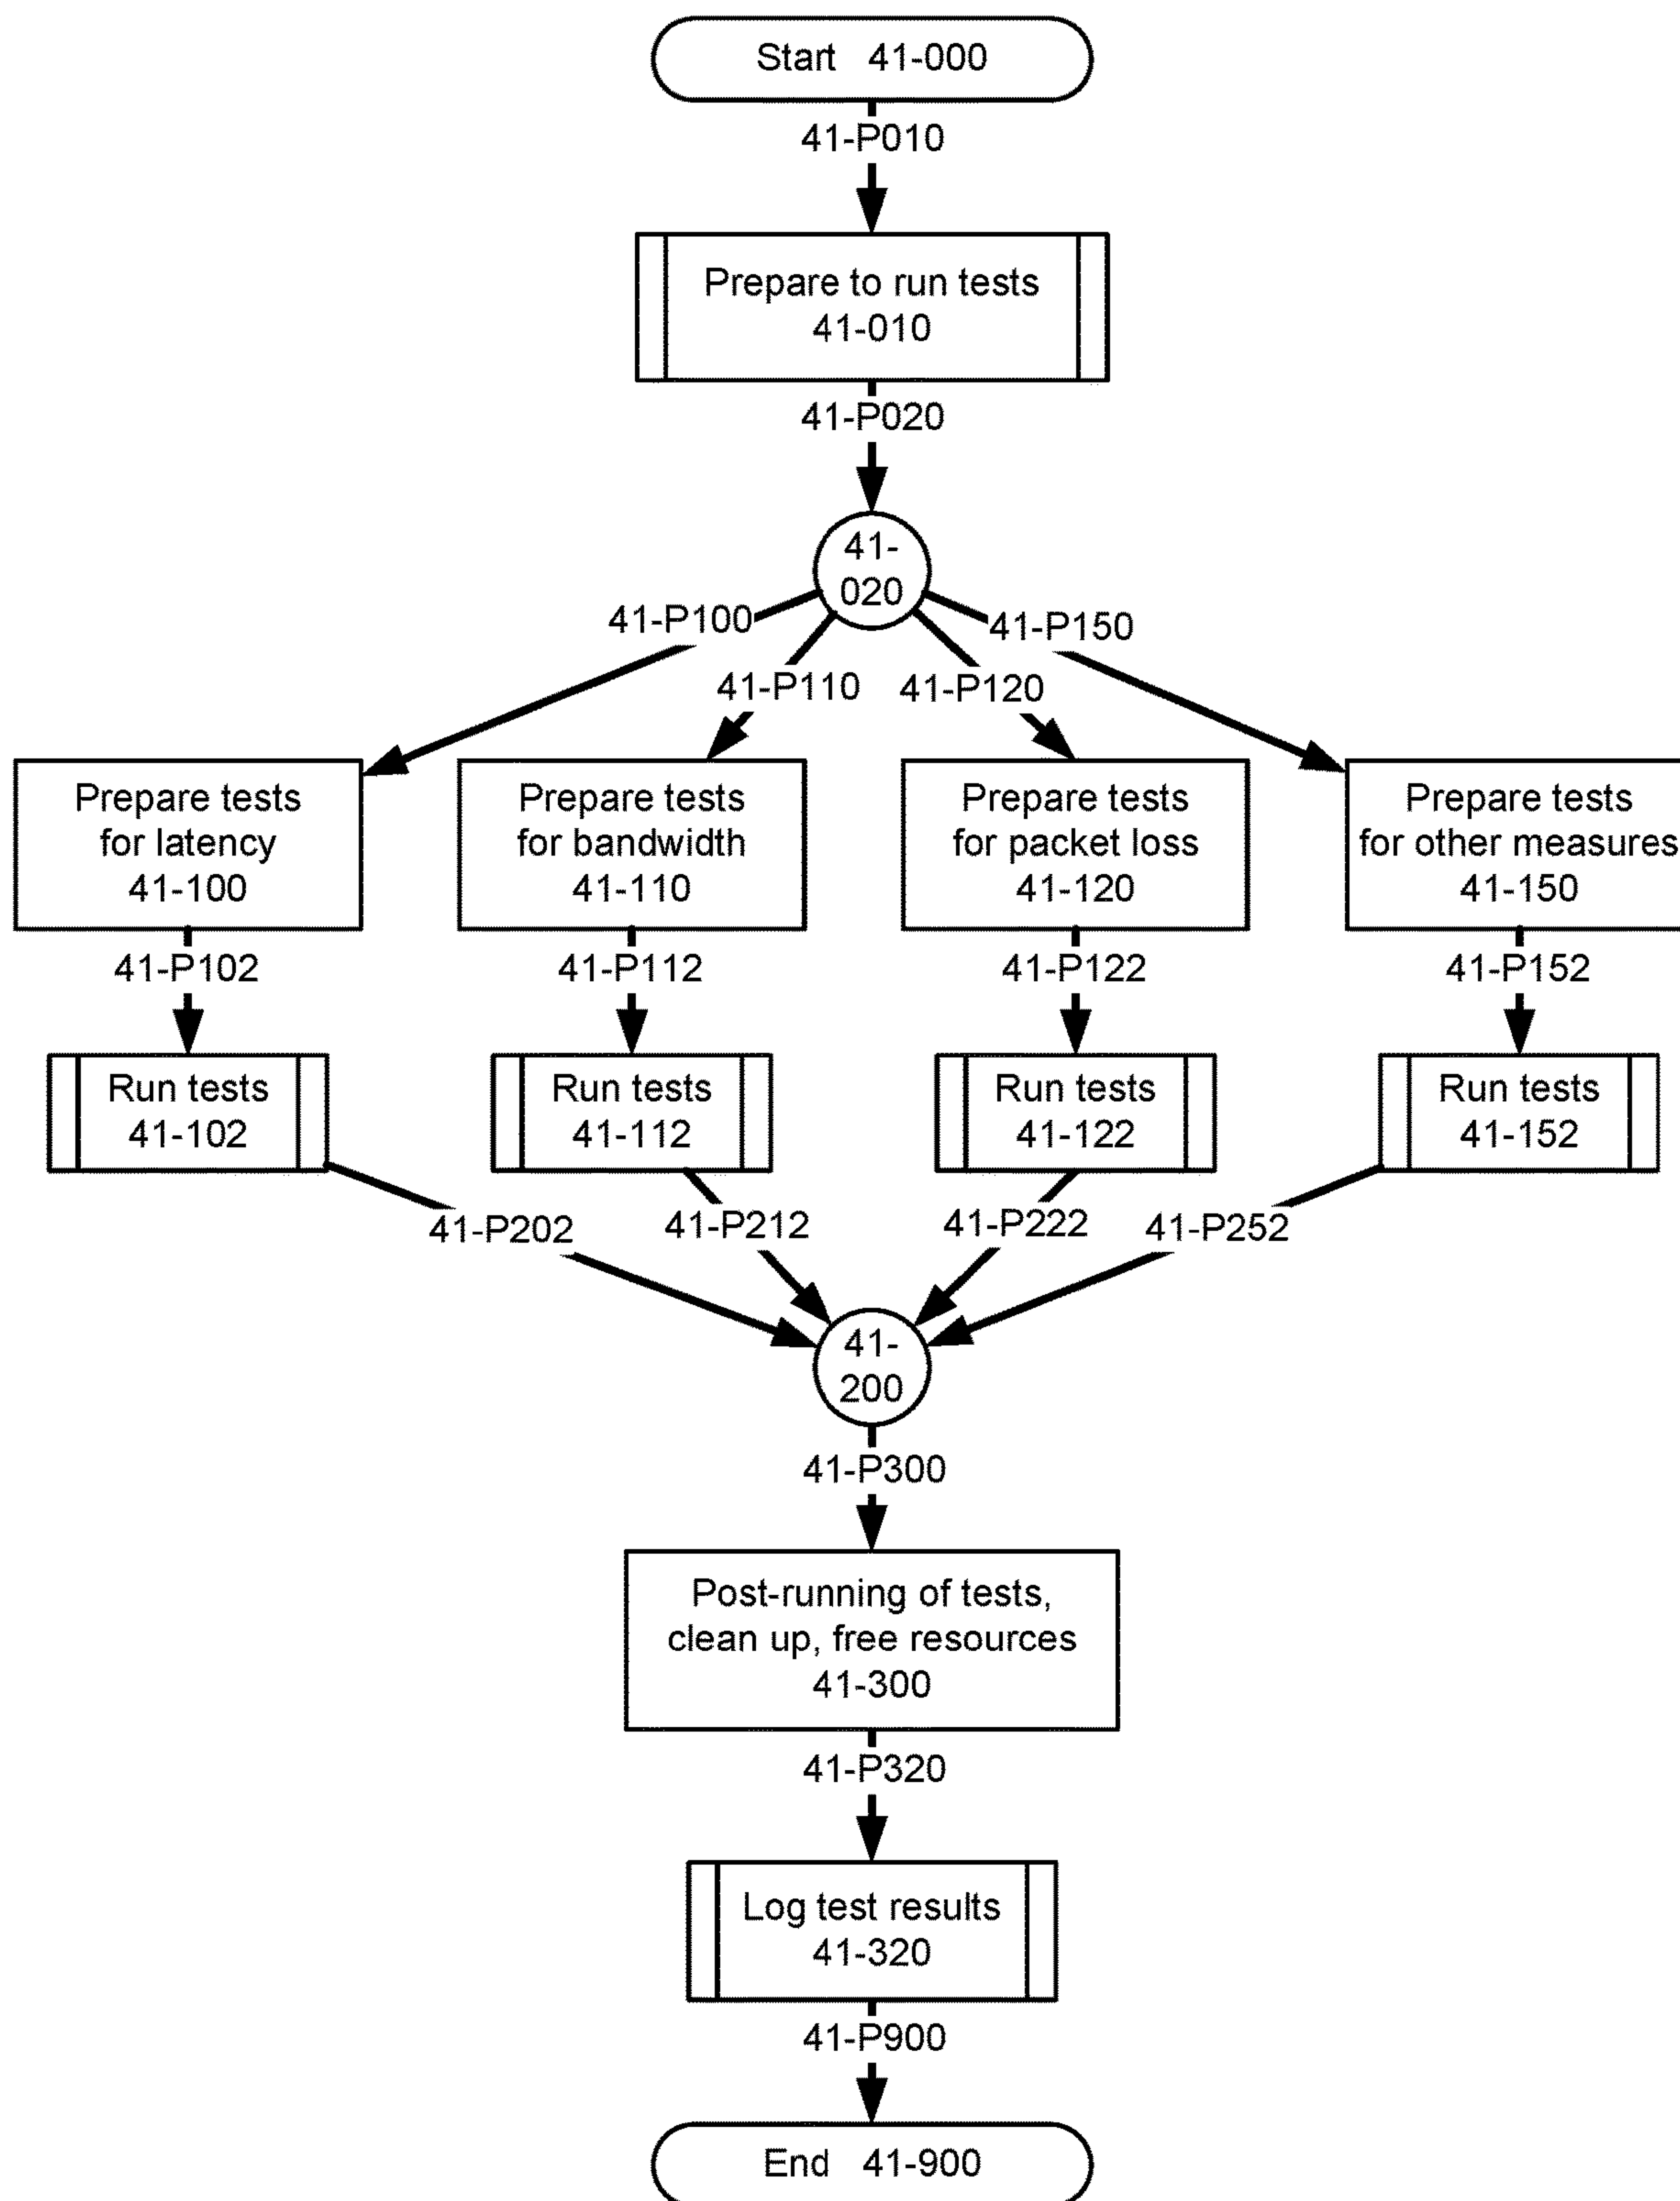 Start 41-000
41-P010
Prepare to run tests
41-010
41-P020
41-
020
41-P100
41-P150
41-P110
41-P120
Prepare tests
for latency
41-100
Prepare tests
for bandwidth
41-110
Prepare tests
for packet loss
41-120
Prepare tests
for other measures
41-150
41-P102
41-P112
41-P122
41-P152
Run tests
41-102
Run tests
41-112
Run tests
41-122
Run tests
41-152
41-P202
41-P212
41-P222
41-P252
41-
200
41-P300
Post-running of tests,
clean up, free resources
41-300
41-P320
Log test results
41-320
41-P900
End 41-900